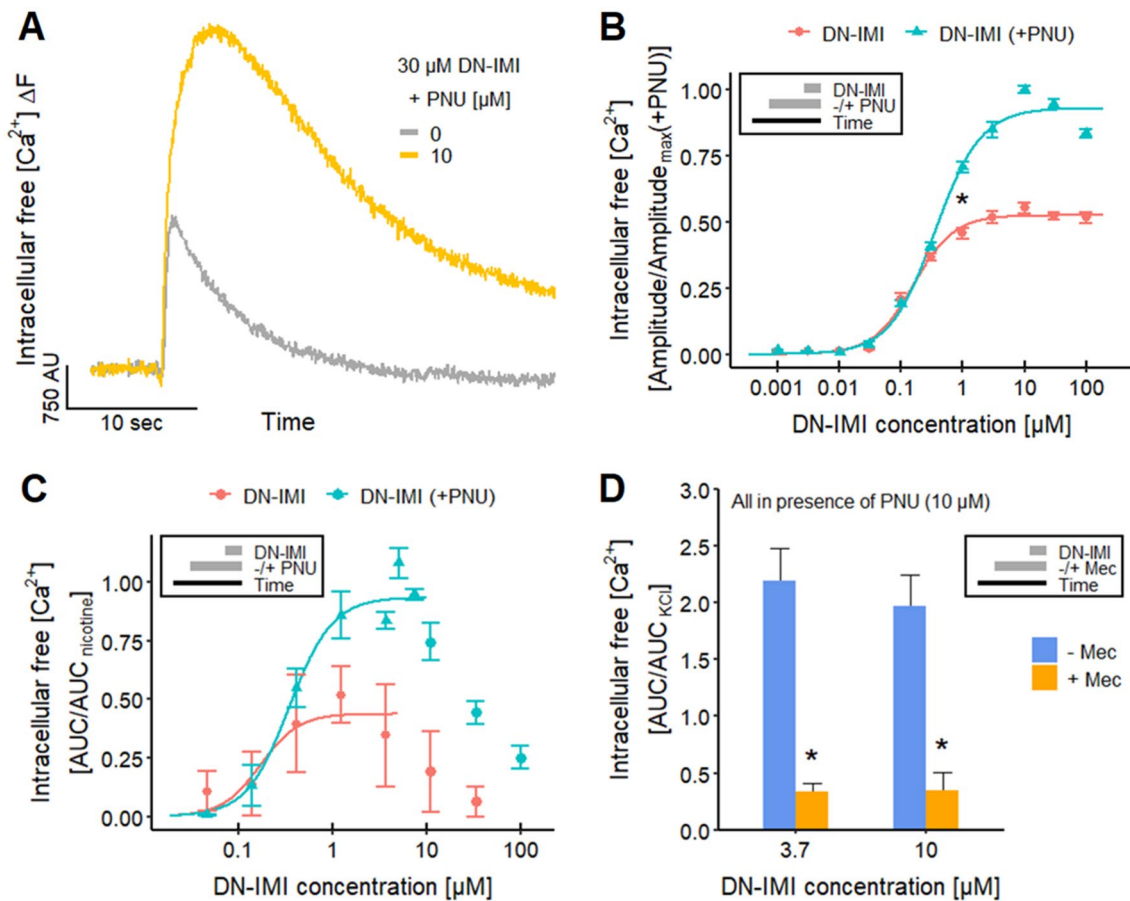 A
Intracellular free [Ca2+] ΔF
30 µM DN-IMI
+ PNU [µM]
0
10
750 AU
10 sec
Time
B
DN-IMI
DN-IMI (+PNU)
Intracellular free [Ca2+]
[Amplitude/Amplitudemax(+PNU)]
DN-IMI
-/+ PNU
Time
1.00
0.75
0.50
0.25
0.00
*
0.001
0.01
0.1
1
10
100
DN-IMI concentration [µM]
C
DN-IMI
DN-IMI (+PNU)
Intracellular free [Ca2+]
[AUC/AUCnicotine]
DN-IMI
-/+ PNU
Time
1.00
0.75
0.50
0.25
0.00
0.1
1
10
100
DN-IMI concentration [µM]
D
Intracellular free [Ca2+]
[AUC/AUCKCl]
All in presence of PNU (10 µM)
DN-IMI
-/+ Mec
Time
3.0
2.5
2.0
1.5
1.0
0.5
0.0
- Mec
+ Mec
*
*
3.7
10
DN-IMI concentration [µM]